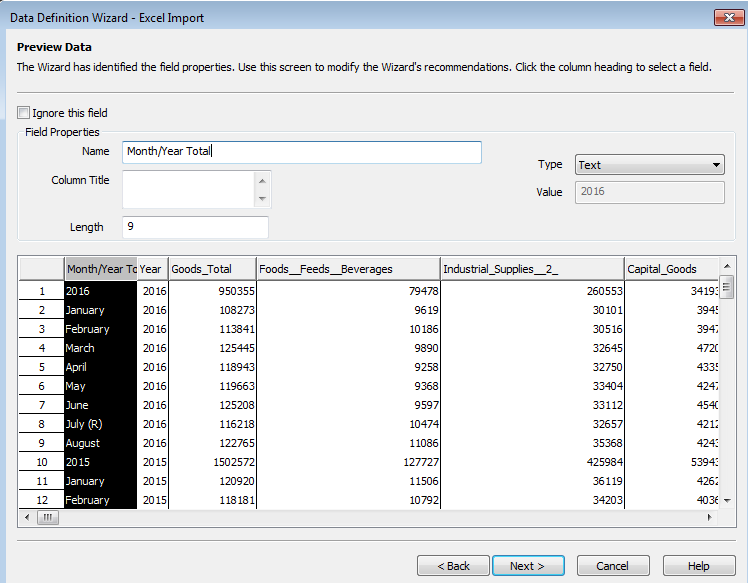 Data Definition Wizard - Excel Import
Preview Data
The Wizard has identified the field properties. Use this screen to modify the Wizard's recommendations. Click the column heading to select a field.
Ignore this field
Field Properties
Name Month/Year Total Type Text
Column Title Value 2016
Length 9
Month/Year To Year Goods_Total Foods__Feeds__Beverages Industrial_Supplies__2_ Capital_Goods
1 2016 2016 950355 79478 260553 34193
2 January 2016 108273 9619 30101 3945
3 February 2016 113841 10186 30516 3947
4 March 2016 125445 9890 32645 4720
5 April 2016 118943 9258 32750 4335
6 May 2016 119663 9368 33404 4247
7 June 2016 125208 9597 33112 4540
8 July (R) 2016 116218 10474 32657 4212
9 August 2016 122765 11086 35368 4243
10 2015 2015 1502572 127727 425984 53943
11 January 2015 120920 11506 36119 4262
12 February 2015 118181 10792 34203 4036
< Back Next > Cancel Help